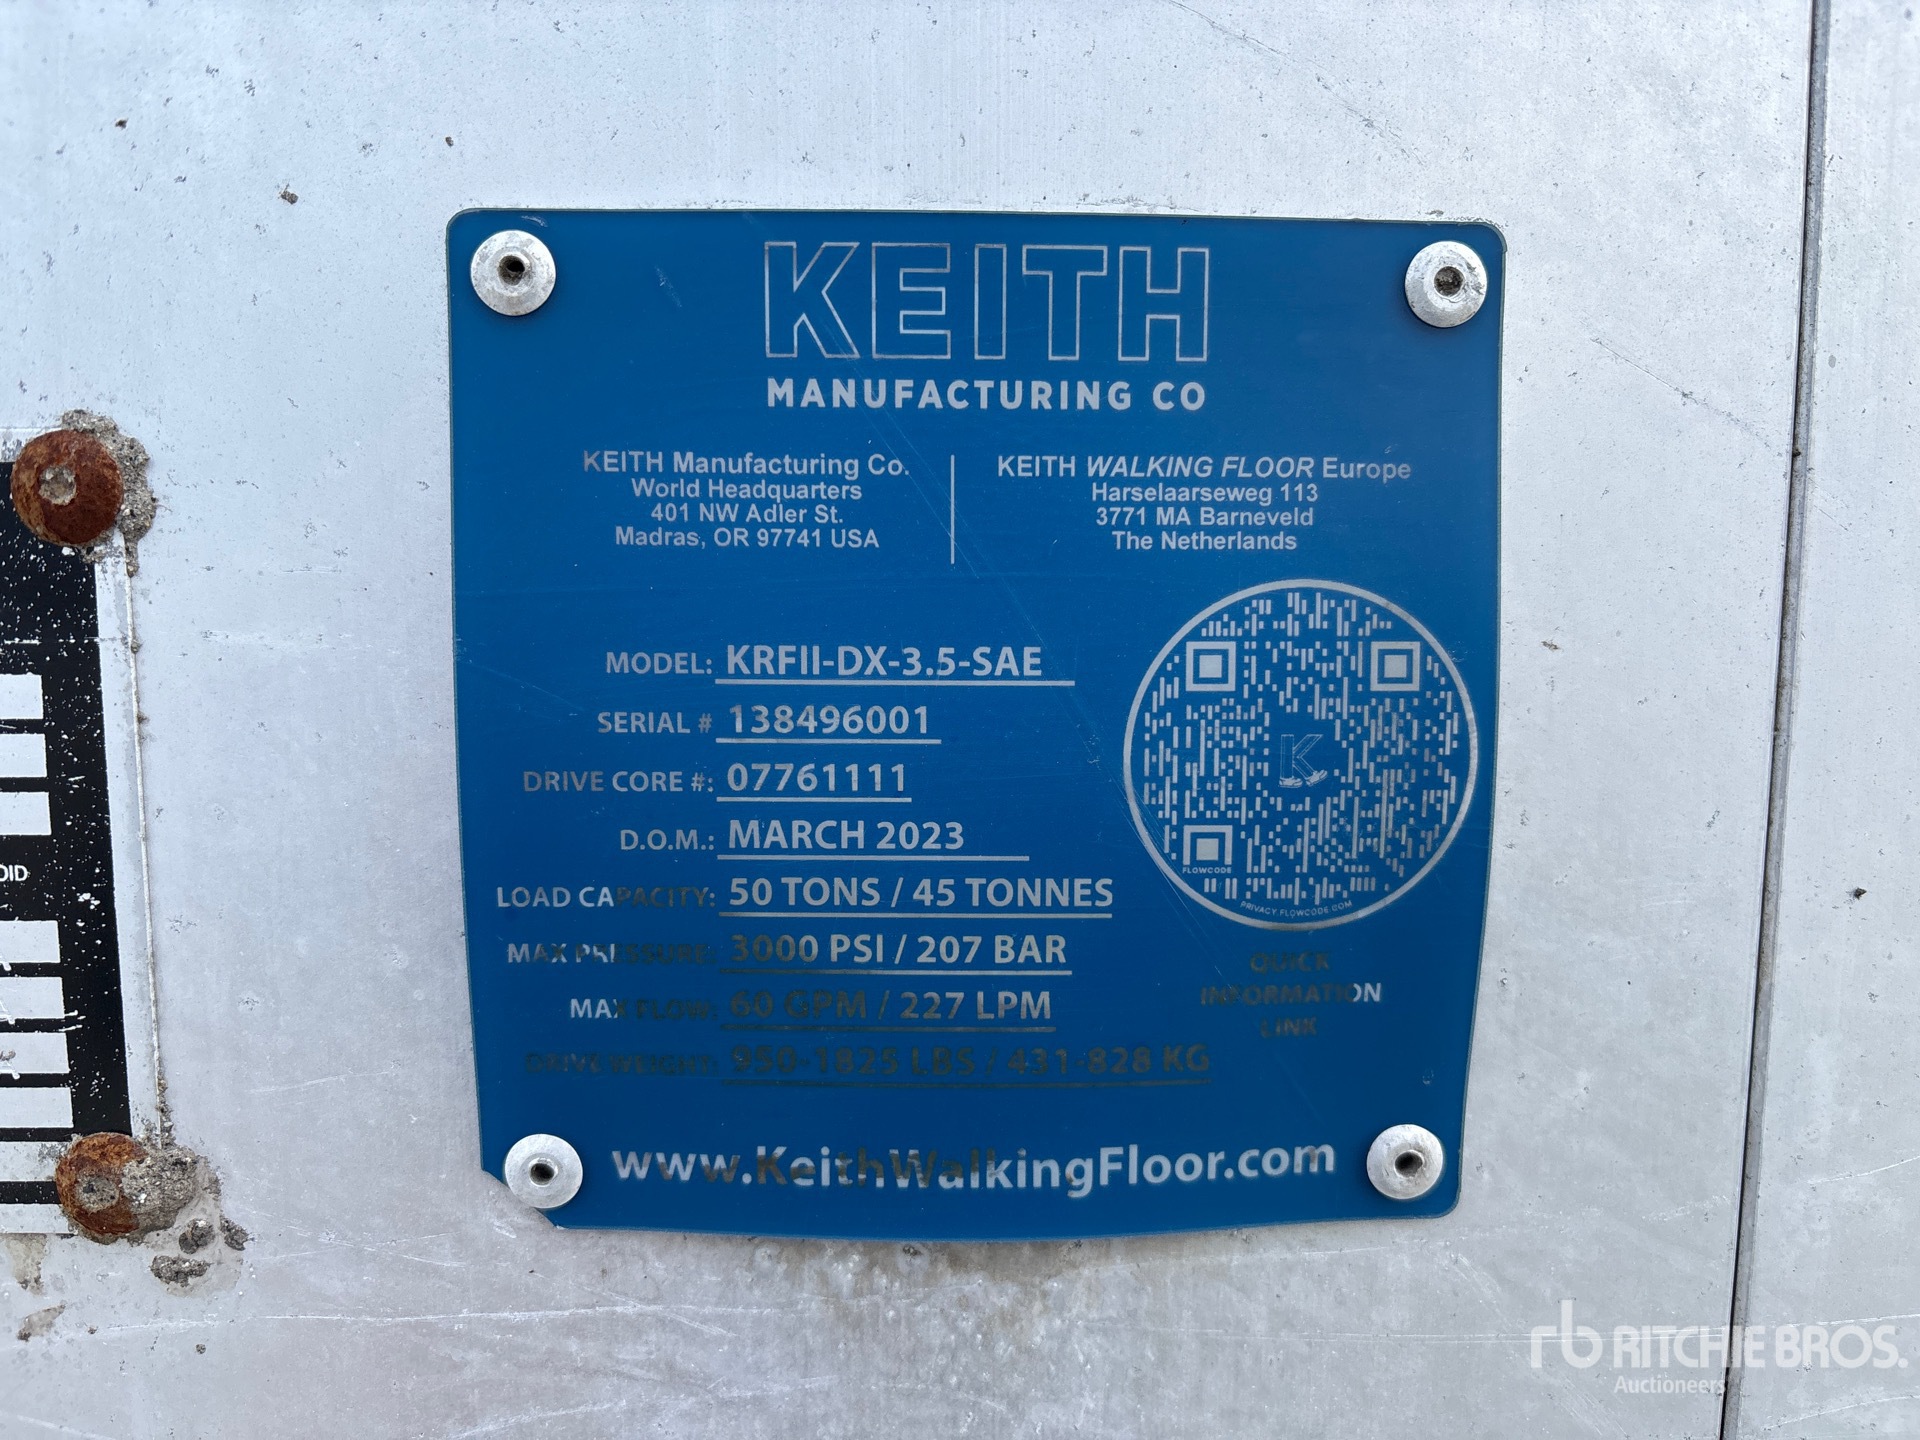 KEITH
MANUFACTURING CO
KEITH Manufacturing Co.
World Headquarters
401 NW Adler St.
Madras, OR 97741 USA
KEITH WALKING FLOOR Europe
Harselaarseweg 113
3771 MA Barneveld
The Netherlands
MODEL: KRFII-DX-3.5-SAE
SERIAL # 138496001
DRIVE CORE #: 07761111
D.O.M.: MARCH 2023
LOAD CAPACITY: 50 TONS / 45 TONNES
MAX PRESSURE: 3000 PSI / 207 BAR
MAX FLOW: 60 GPM / 227 LPM
DRIVE WEIGHT: 950-1825 LBS / 431-828 KG
K
FLOWCODE
PRIVACY.FLOWCODE.COM
QUICK
INFORMATION
LINK
www.KeithWalkingFloor.com
OID
rb RITCHIE BROS.
Auctioneers